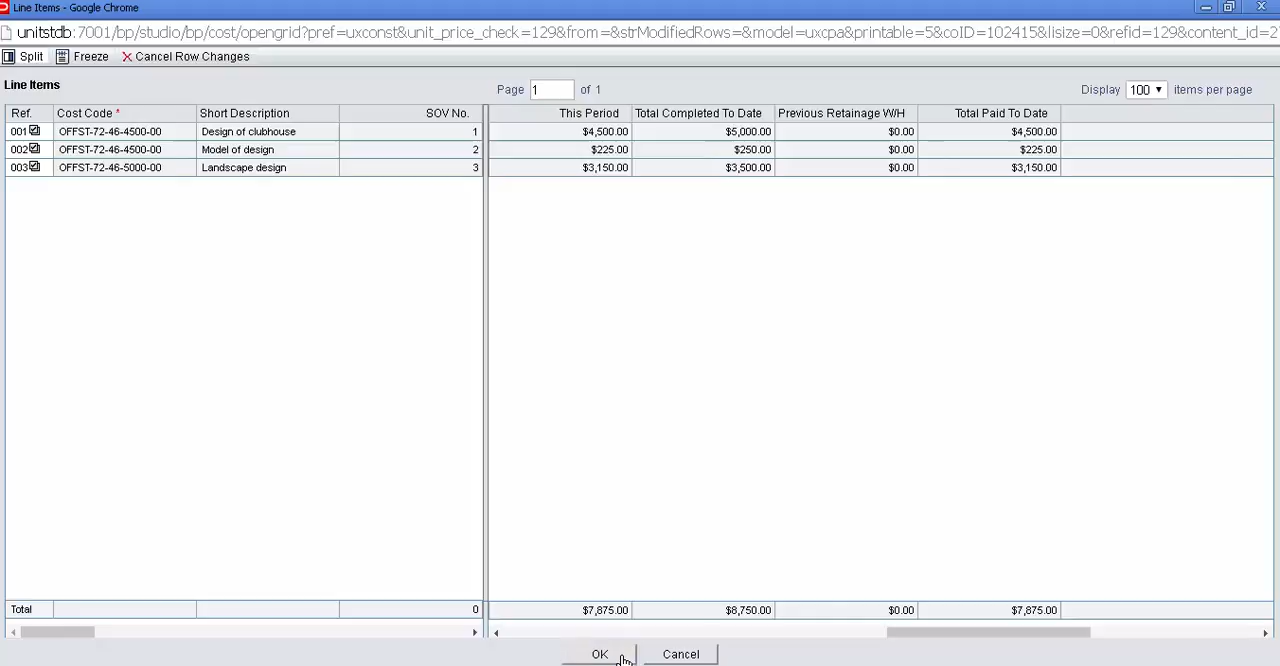 Line Items - Google Chrome
unitstdb:7001/bp/studio/bp/cost/opengrid?pref=uxconst&unit_price_check=129&from=&strModifiedRows=&model=uxcpa&printable=5&coID=102415&lisize=0&refid=129&content_id=2
Split Freeze Cancel Row Changes
Line Items Page 1 of 1 Display 100 items per page
Ref. Cost Code * Short Description SOV No. This Period Total Completed To Date Previous Retainage W/H Total Paid To Date
001 OFFST-72-46-4500-00 Design of clubhouse 1 $4,500.00 $5,000.00 $0.00 $4,500.00
002 OFFST-72-46-4500-00 Model of design 2 $225.00 $250.00 $0.00 $225.00
003 OFFST-72-46-5000-00 Landscape design 3 $3,150.00 $3,500.00 $0.00 $3,150.00
Total 0 $7,875.00 $8,750.00 $0.00 $7,875.00
OK Cancel